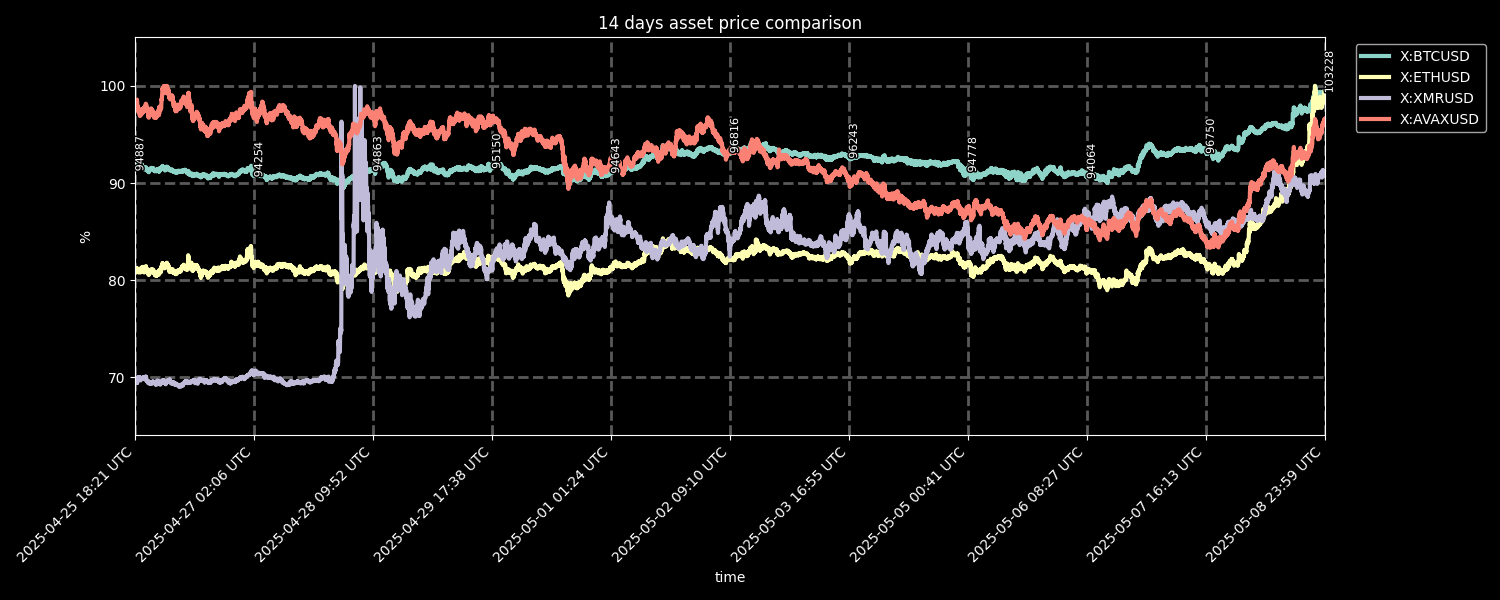 14 days asset price comparison
X:BTCUSD
X:ETHUSD
X:XMRUSD
X:AVAXUSD
100
90
80
70
%
94887
94254
94863
95150
94643
96816
96243
94778
94064
96750
103228
2025-04-25 18:21 UTC
2025-04-27 02:06 UTC
2025-04-28 09:52 UTC
2025-04-29 17:38 UTC
2025-05-01 01:24 UTC
2025-05-02 09:10 UTC
2025-05-03 16:55 UTC
2025-05-05 00:41 UTC
2025-05-06 08:27 UTC
2025-05-07 16:13 UTC
2025-05-08 23:59 UTC
time